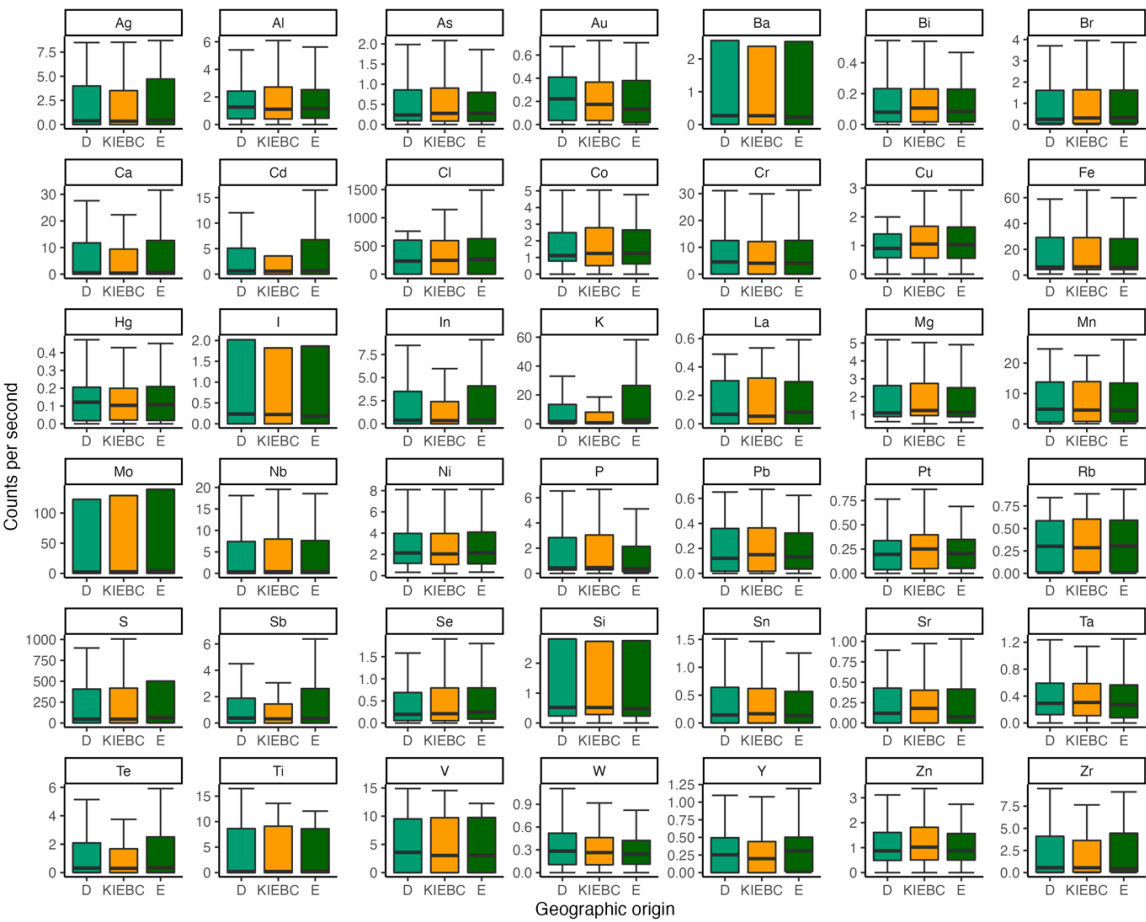 Ag Al As Au Ba Bi Br
7.5 6 2.0 0.8 2.5 4
5.0 4 1.5 0.6 2.0 0.4 3
2.5 2 1.0 0.4 1.5 0.2 2
0.0 0 0.5 0.2 1.0 0.0 1
0.0 0.0 0.5 0
0.0
D KIEBC E D KIEBC E D KIEBC E D KIEBC E D KIEBC E D KIEBC E D KIEBC E
Ca Cd Cl Co Cr Cu Fe
30 15 1500 5 30 3 60
20 10 1000 4 20 2 40
10 5 500 3 10 1 20
0 0 0 2 0 0 0
1
0
D KIEBC E D KIEBC E D KIEBC E D KIEBC E D KIEBC E D KIEBC E D KIEBC E
Hg I In K La Mg Mn
0.4 2.0 7.5 60 0.6 5 20
0.3 1.5 5.0 40 0.4 4 10
0.2 1.0 2.5 20 0.2 3 0
0.1 0.5 0.0 0 0.0 2
0.0 0.0 1
D KIEBC E D KIEBC E D KIEBC E D KIEBC E D KIEBC E D KIEBC E D KIEBC E
Counts per second
Mo Nb Ni P Pb Pt Rb
100 20 8 6 0.6 0.75 0.75
50 15 6 4 0.4 0.50 0.50
0 10 4 2 0.2 0.25 0.25
5 2 0 0.0 0.00 0.00
0 0
D KIEBC E D KIEBC E D KIEBC E D KIEBC E D KIEBC E D KIEBC E D KIEBC E
S Sb Se Si Sn Sr Ta
1000 6 1.5 2 1.5 1.00 1.2
750 4 1.0 1 1.0 0.75 0.8
500 2 0.5 0 0.5 0.50 0.4
250 0 0.0 0.0 0.25 0.0
0 0.00
D KIEBC E D KIEBC E D KIEBC E D KIEBC E D KIEBC E D KIEBC E D KIEBC E
Te Ti V W Y Zn Zr
6 15 15 0.9 1.25 3 7.5
4 10 10 0.6 1.00 2 5.0
2 5 5 0.3 0.75 1 2.5
0 0 0 0.0 0.50 0 0.0
0.25
0.00
D KIEBC E D KIEBC E D KIEBC E D KIEBC E D KIEBC E D KIEBC E D KIEBC E
Geographic origin